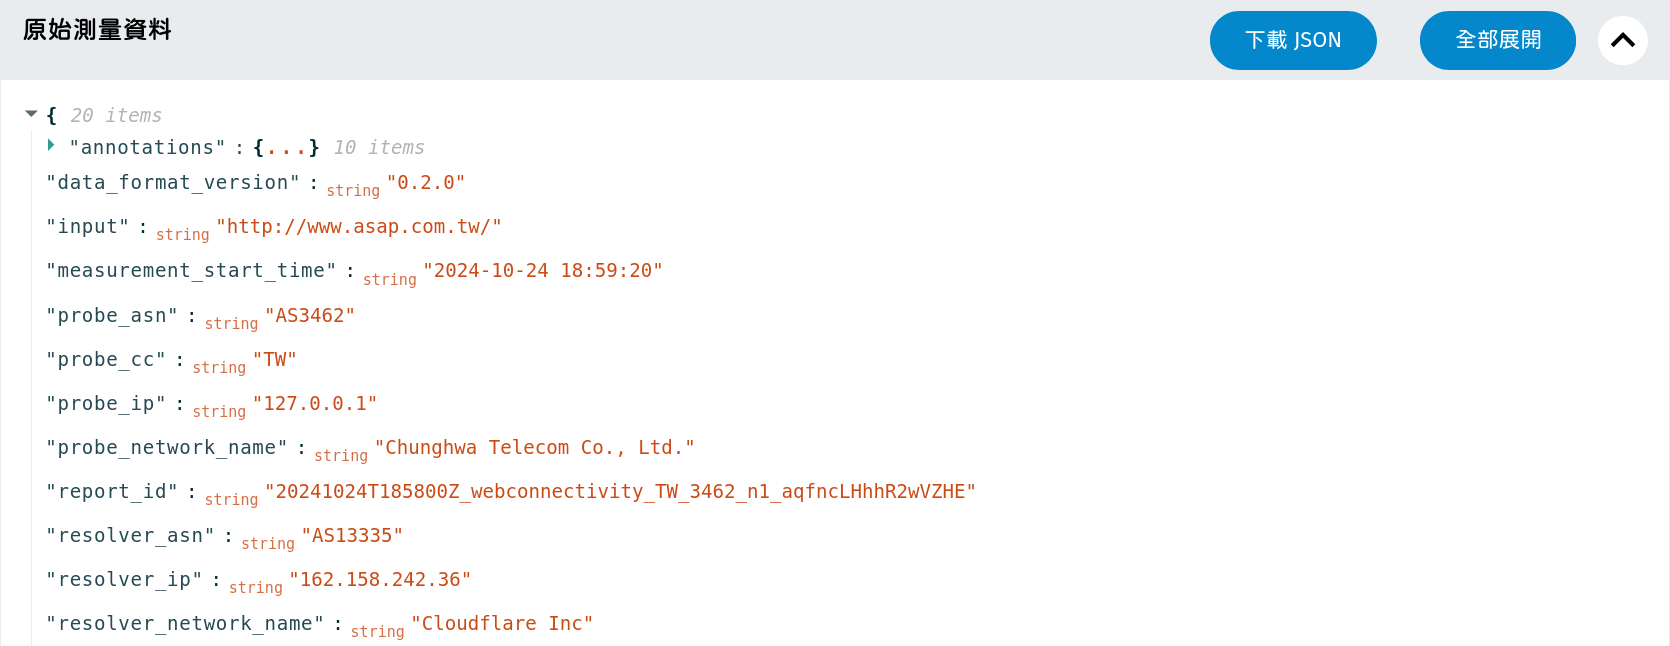 原始測量資料
下載 JSON
全部展開
{ 20 items
"annotations" : {...} 10 items
"data_format_version" : string "0.2.0"
"input" : string "http://www.asap.com.tw/"
"measurement_start_time" : string "2024-10-24 18:59:20"
"probe_asn" : string "AS3462"
"probe_cc" : string "TW"
"probe_ip" : string "127.0.0.1"
"probe_network_name" : string "Chunghwa Telecom Co., Ltd."
"report_id" : string "20241024T185800Z_webconnectivity_TW_3462_n1_aqfncLHhhR2wVZHE"
"resolver_asn" : string "AS13335"
"resolver_ip" : string "162.158.242.36"
"resolver_network_name" : string "Cloudflare Inc"